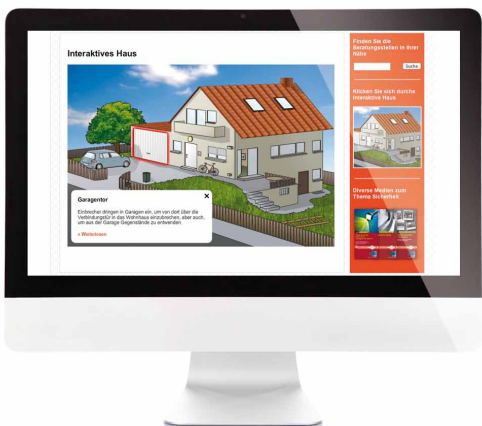 Interaktives Haus
Garagentor
Einbrecher dringen in Garagen ein, um von dort über die
Verbindungstür in das Wohnhaus einzubrechen, aber auch,
um aus der Garage Gegenstände zu entwenden.
» Weiterlesen
Finden Sie die
Beratungsstellen in Ihrer
Nähe
Suche
Klicken Sie sich durchs
Interaktive Haus
Diverse Medien zum
Thema Sicherheit